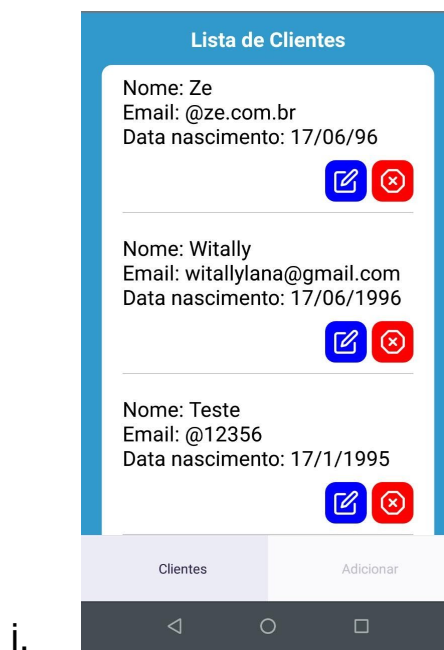 Lista de Clientes
Nome: Ze
Email: @ze.com.br
Data nascimento: 17/06/96
Nome: Witally
Email: witallylana@gmail.com
Data nascimento: 17/06/1996
Nome: Teste
Email: @12356
Data nascimento: 17/1/1995
Clientes Adicionar
i.